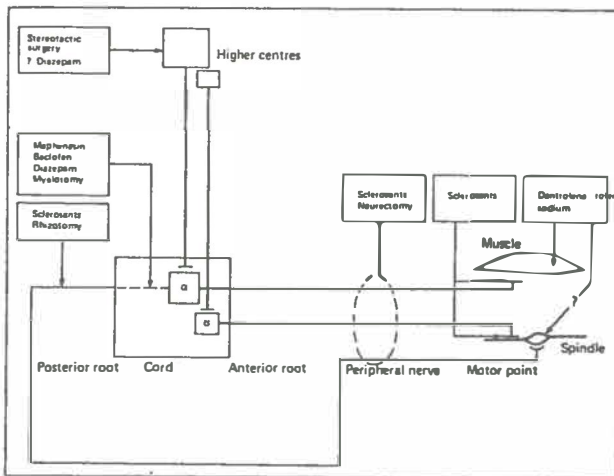 Stereotactic
surgery
? Diazepam
Higher centres
Mephenesin
Baclofen
Diazepam
Myelotomy
Sclerosants
Rhizotomy
Sclerosants
Neurectomy
Sclerosants
Dantrolene
sodium
Muscle
?
α
α
Spindle
Posterior root
Cord
Anterior root
Peripheral nerve
Motor point